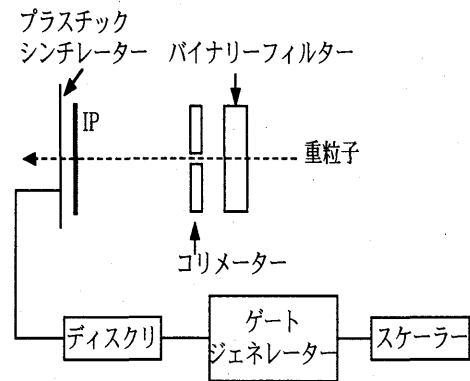 プラスチック
シンチレーター
バイナリーフィルター
IP
重粒子
コリメーター
ディスクリ
ゲート
ジェネレーター
スケーラー